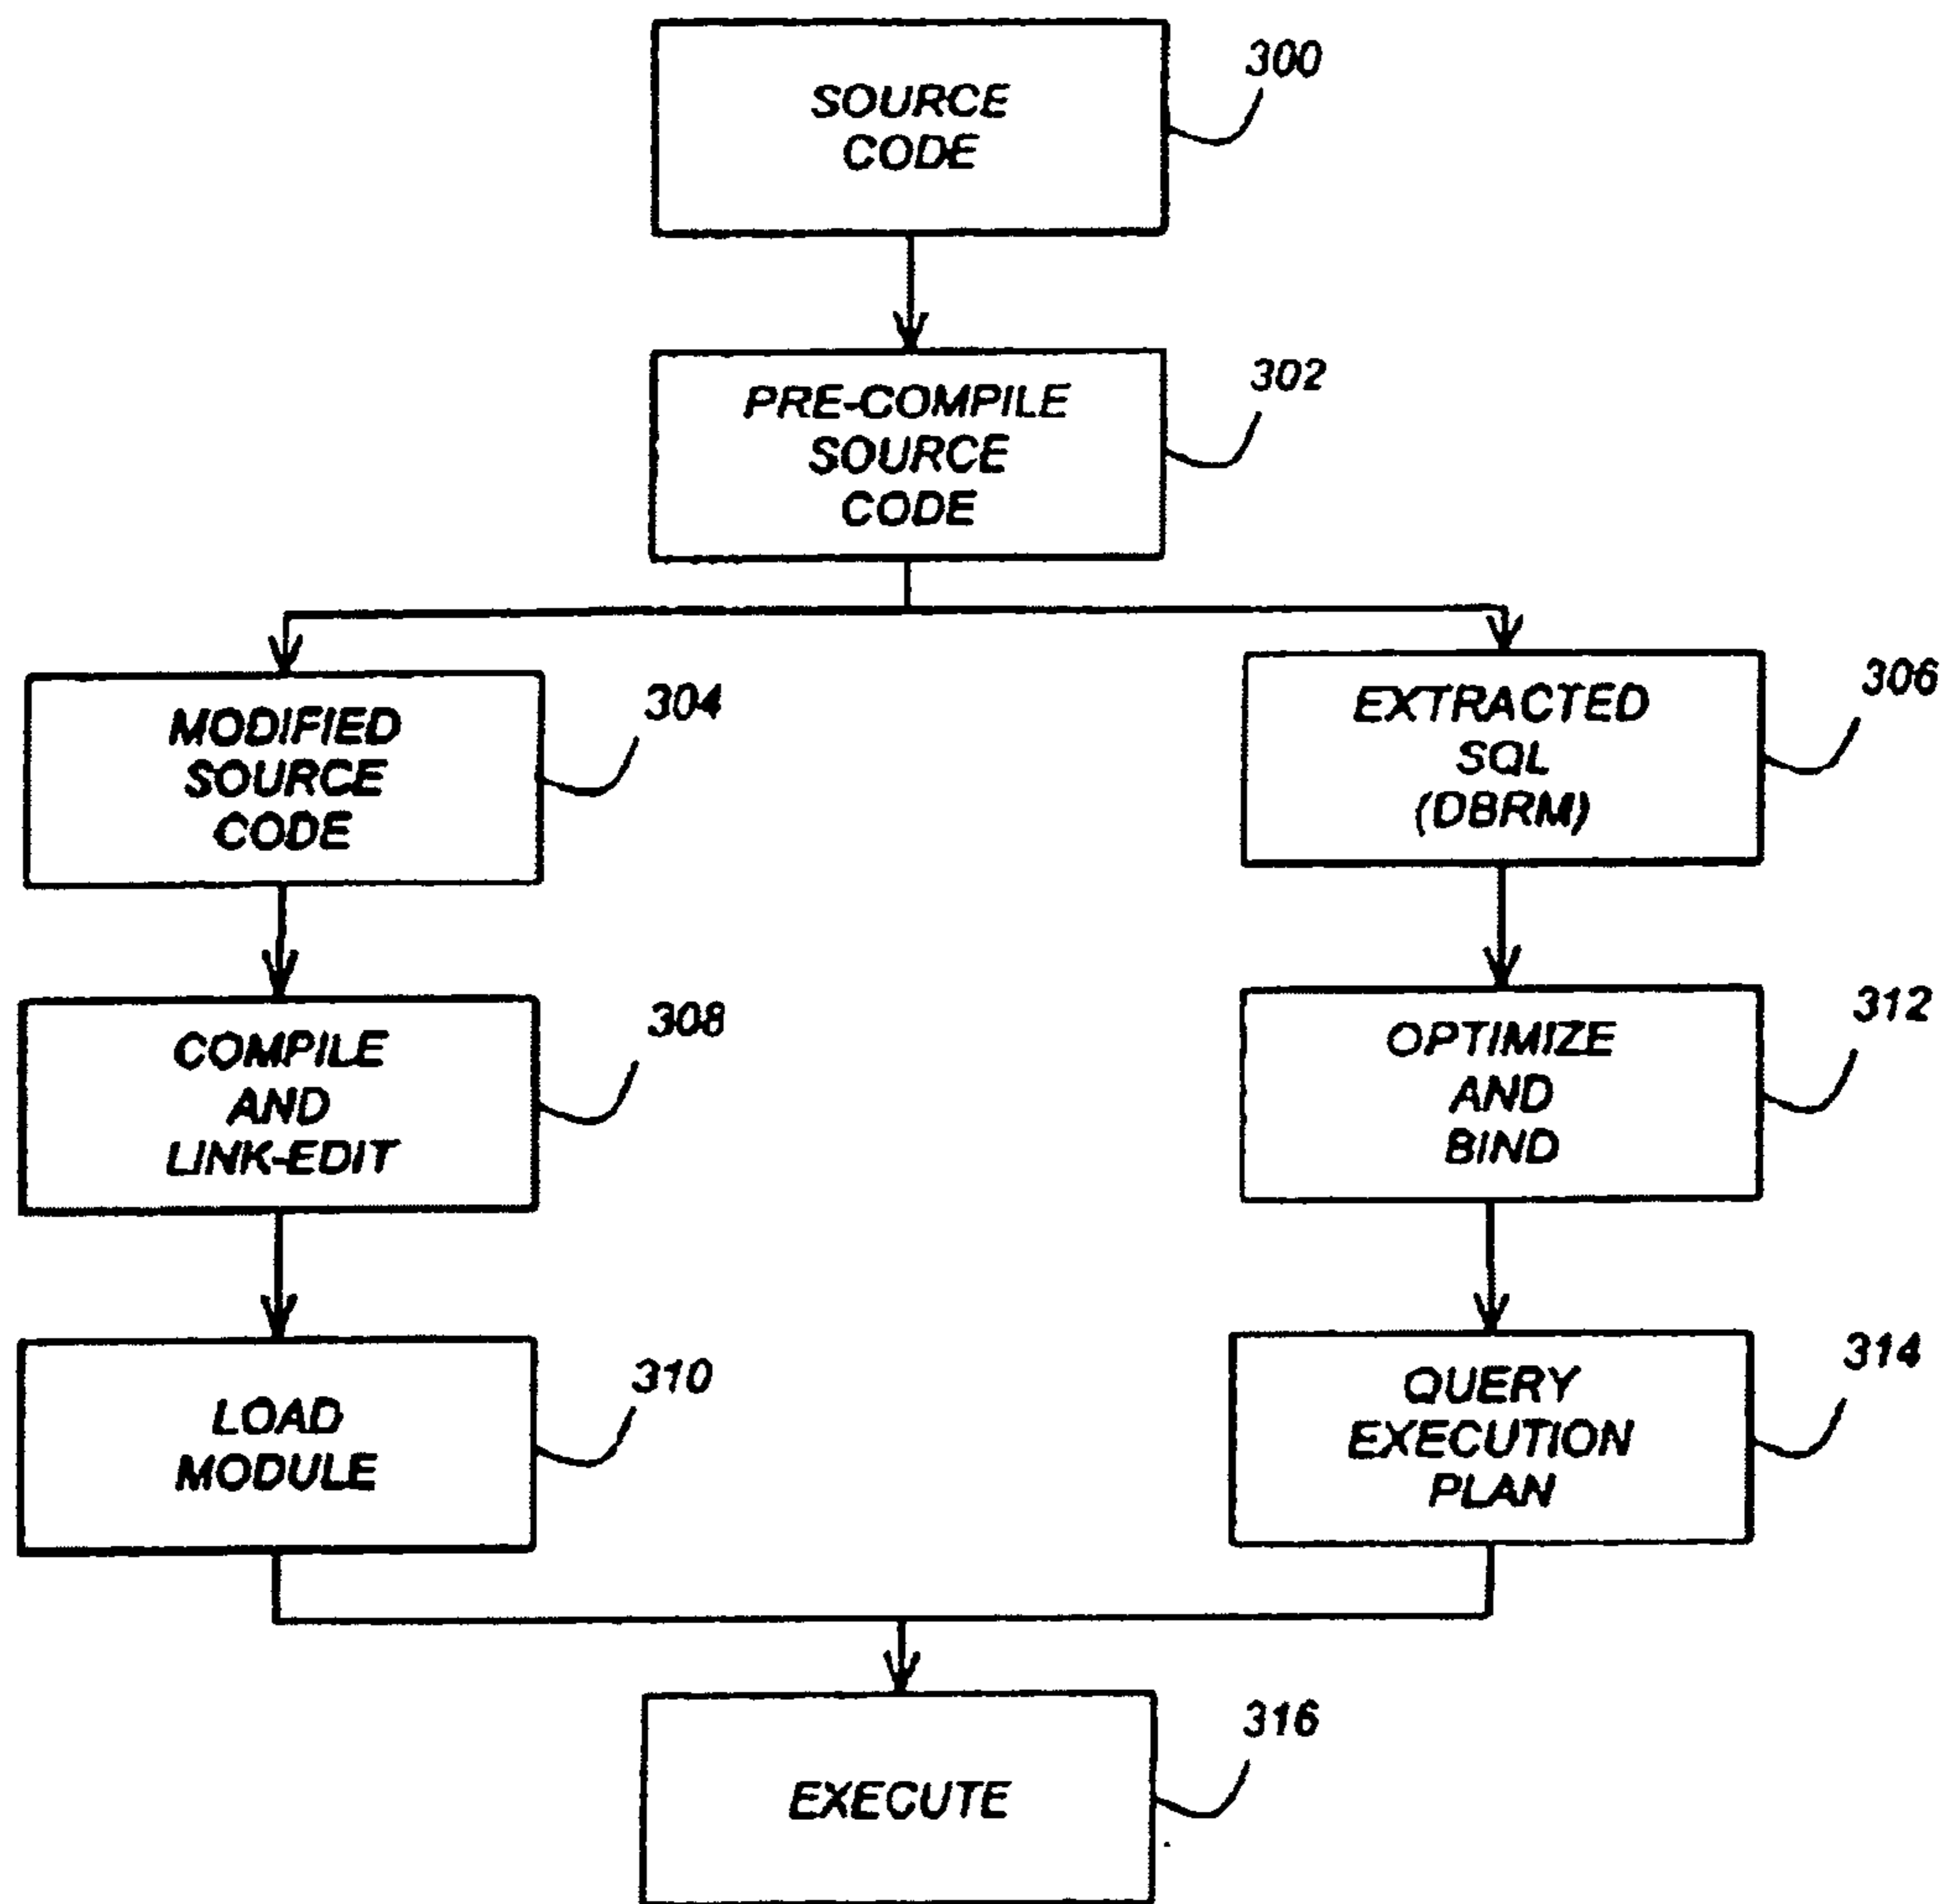 SOURCE
CODE
300
PRE-COMPILE
SOURCE
CODE
302
MODIFIED
SOURCE
CODE
304
EXTRACTED
SQL
(DBRM)
306
COMPILE
AND
LINK-EDIT
308
OPTIMIZE
AND
BIND
312
LOAD
MODULE
310
QUERY
EXECUTION
PLAN
314
EXECUTE
316